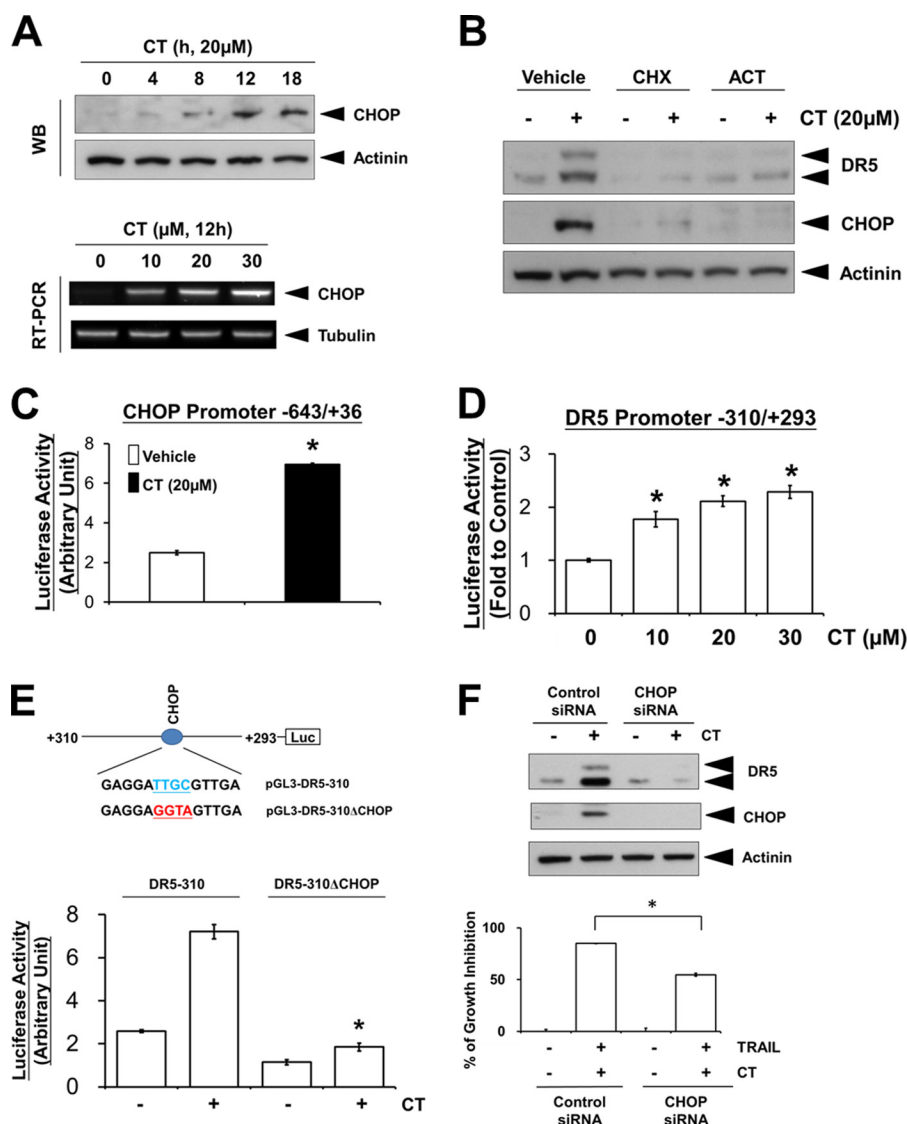 A
CT (h, 20µM)
0 4 8 12 18
WB
CHOP
Actinin
CT (µM, 12h)
0 10 20 30
RT-PCR
CHOP
Tubulin
B
Vehicle CHX ACT
- + - + - + CT (20µM)
DR5
CHOP
Actinin
C
CHOP Promoter -643/+36
Luciferase Activity
(Arbitrary Unit)
8
6
4
2
0
*
Vehicle
CT (20µM)
D
DR5 Promoter -310/+293
Luciferase Activity
(Fold to Control)
3
2
1
0
* * *
0 10 20 30 CT (µM)
E
CHOP
+310 +293 Luc
GAGGATTGCGTTGA pGL3-DR5-310
GAGGAGGTAGTTGA pGL3-DR5-310ΔCHOP
DR5-310 DR5-310ΔCHOP
Luciferase Activity
(Arbitrary Unit)
8
6
4
2
0
*
- + - + CT
F
Control siRNA CHOP siRNA
- + - + CT
DR5
CHOP
Actinin
% of Growth Inhibition
100
50
0
*
- + - + TRAIL
- + - + CT
Control siRNA CHOP siRNA